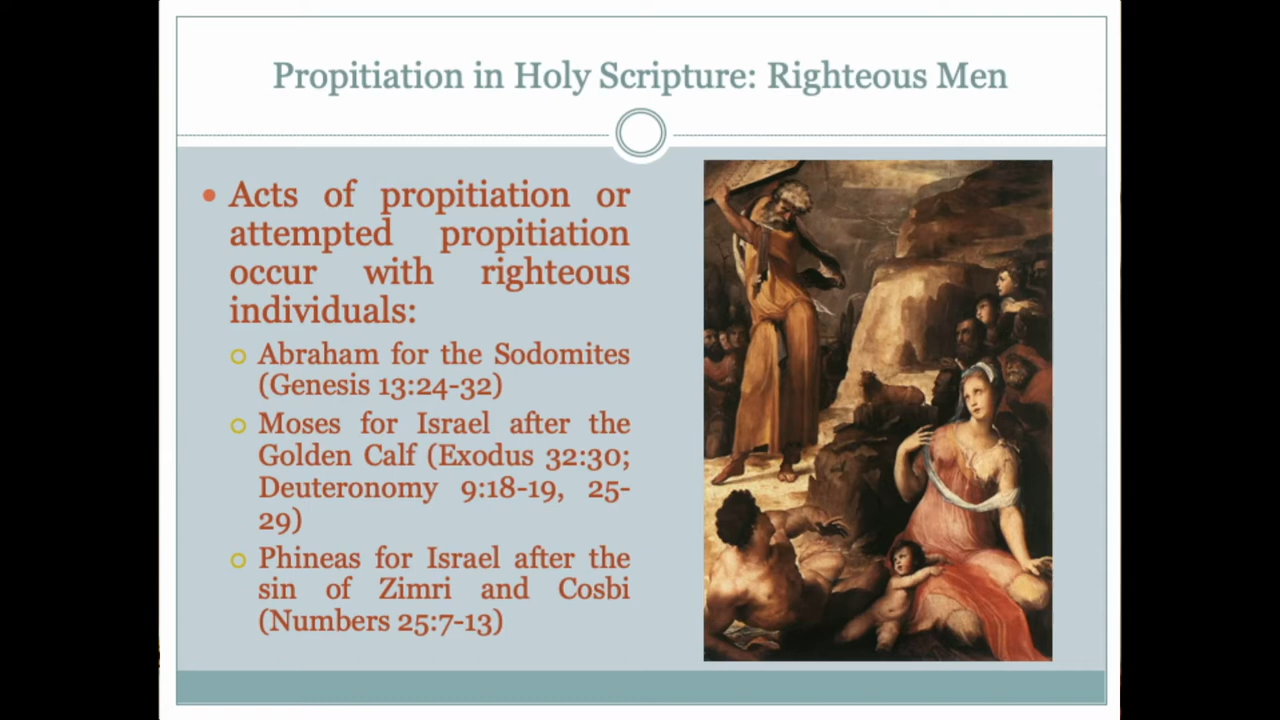 Propitiation in Holy Scripture: Righteous Men
Acts of propitiation or
attempted propitiation
occur with righteous
individuals:
Abraham for the Sodomites
(Genesis 13:24-32)
Moses for Israel after the
Golden Calf (Exodus 32:30;
Deuteronomy 9:18-19, 25-
29)
Phineas for Israel after the
sin of Zimri and Cosbi
(Numbers 25:7-13)